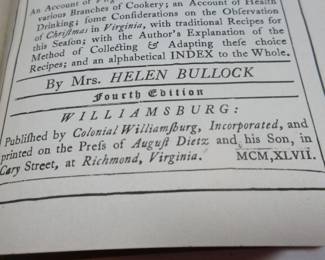 An Account of
various Branches of Cookery; an Account of Health
Drinking; ſome Conſiderations on the Obſervation
of Chriſtmas in Virginia, with traditional Recipes for
this Seaſon; with the Author's Explanation of the
Method of Collecting & Adapting theſe choice
Recipes; and an alphabetical INDEX to the Whole.
By Mrs. HELEN BULLOCK
Fourth Edition
WILLIAMSBURG:
Publiſhed by Colonial Williamſburg, Incorporated, and
printed on the Preſs of Auguſt Dietz and his Son, in
Cary Street, at Richmond, Virginia. MCM,XLVII.